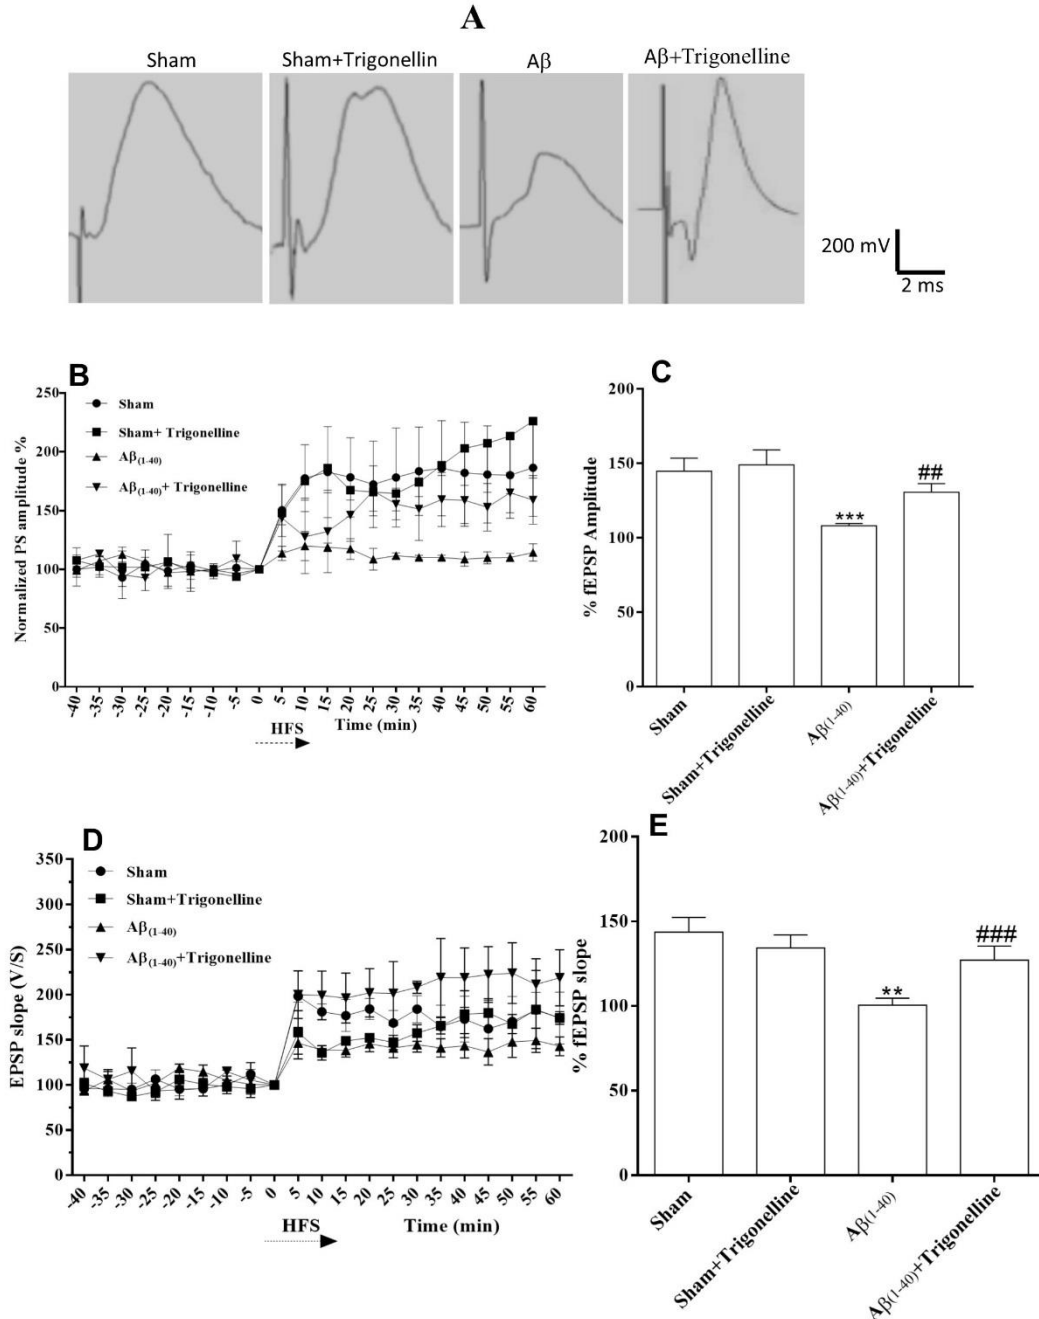 A
Sham
Sham+Trigonellin
Aβ
Aβ+Trigonelline
200 mV
2 ms
B
Normalized PS amplitude %
250
200
150
100
50
0
Sham
Sham+ Trigonelline
Aβ(1-40)
Aβ(1-40)+ Trigonelline
-40 -35 -30 -25 -20 -15 -10 -5 0 5 10 15 20 25 30 35 40 45 50 55 60
HFS
Time (min)
C
% fEPSP Amplitude
200
150
100
50
0
***
##
Sham
Sham+Trigonelline
Aβ(1-40)
Aβ(1-40)+Trigonelline
D
EPSP slope (V/S)
350
300
250
200
150
100
50
0
Sham
Sham+Trigonelline
Aβ(1-40)
Aβ(1-40)+Trigonelline
-40 -35 -30 -25 -20 -15 -10 -5 0 5 10 15 20 25 30 35 40 45 50 55 60
HFS
Time (min)
E
% fEPSP slope
200
150
100
50
0
**
###
Sham
Sham+Trigonelline
Aβ(1-40)
Aβ(1-40)+Trigonelline